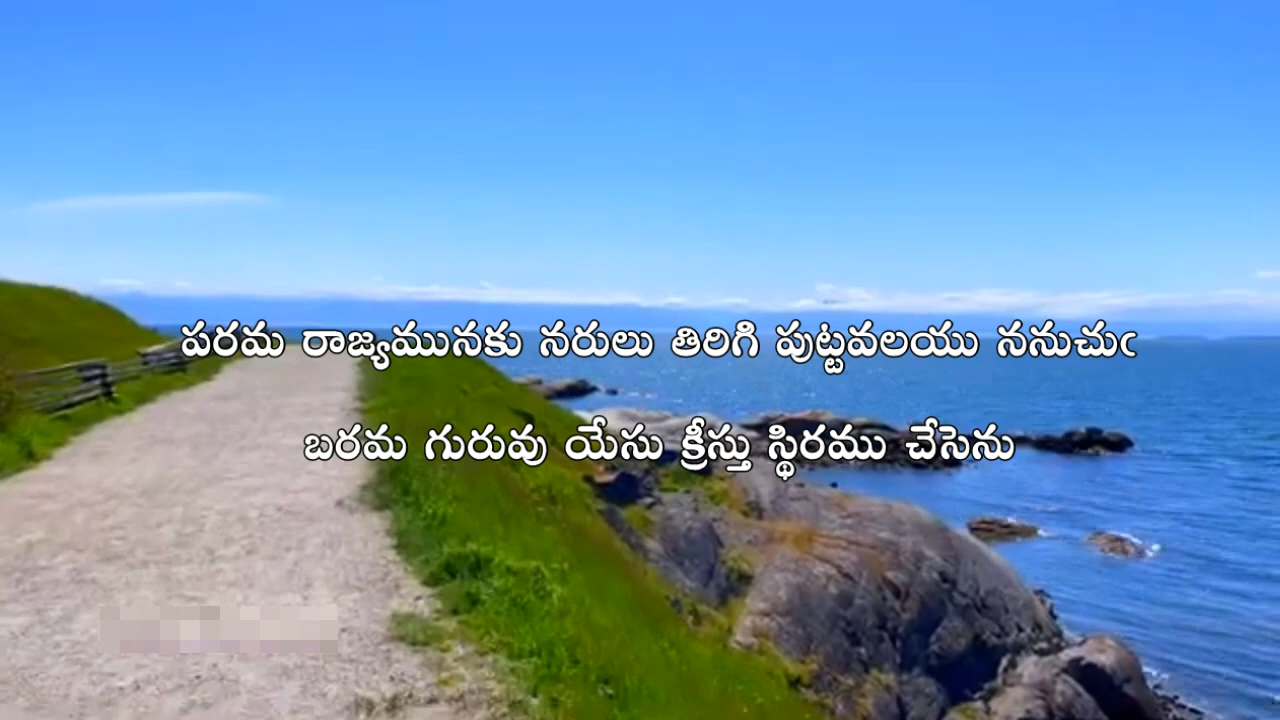 పరమ రాజ్యమునకు నరులు తిరిగి పుట్టవలయు ననుచుఁ
బరమ గురువు యేసు క్రీస్తు స్థిరము చేసెను